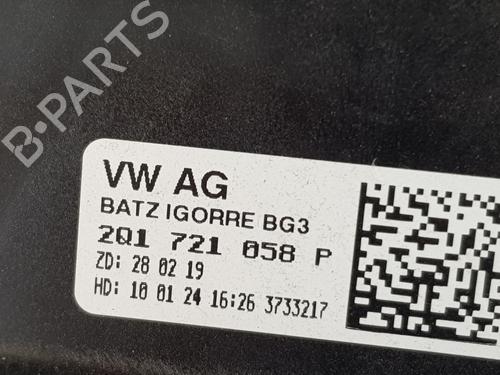 B-PARTS
VW AG
BATZ IGORRE BG3
2Q1 721 058 P
ZD: 28 02 19
HD: 10 01 24 16:26 3733217